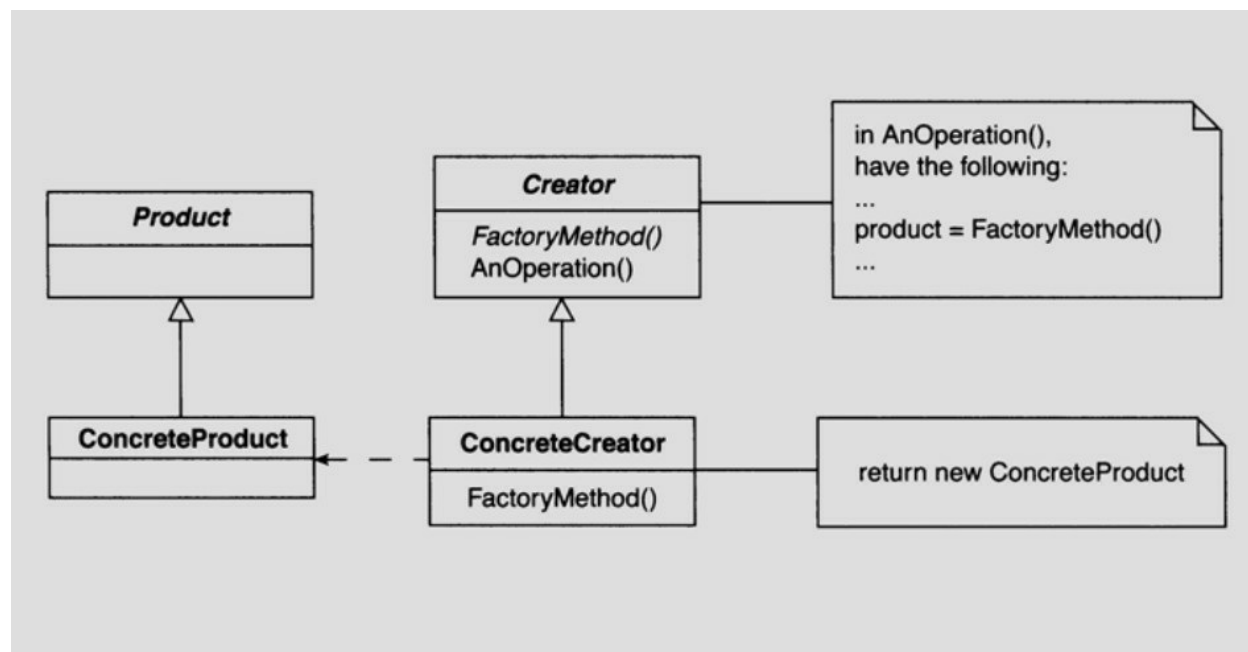 Product
Creator
FactoryMethod()
AnOperation()
in AnOperation(),
have the following:
...
product = FactoryMethod()
...
ConcreteProduct
ConcreteCreator
FactoryMethod()
return new ConcreteProduct